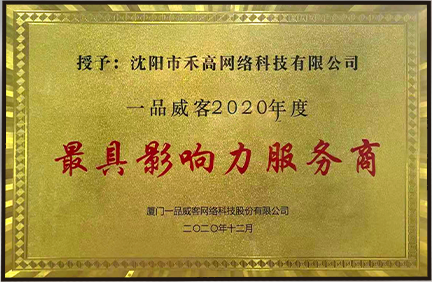 授予：沈阳市禾高网络科技有限公司
一品威客2020年度
最具影响力服务商
厦门一品威客网络科技股份有限公司
二〇二〇年十二月